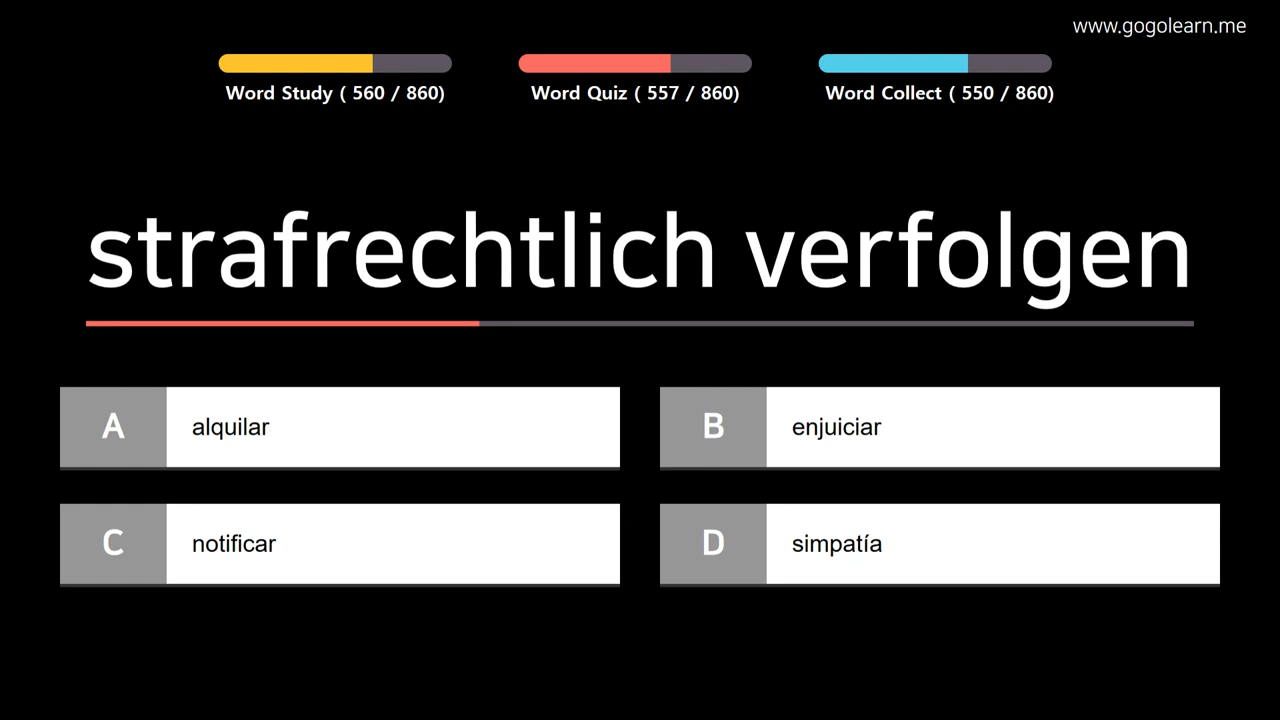 www.gogolearn.me
Word Study ( 560 / 860)
Word Quiz ( 557 / 860)
Word Collect ( 550 / 860)
strafrechtlich verfolgen
A alquilar
B enjuiciar
C notificar
D simpatía